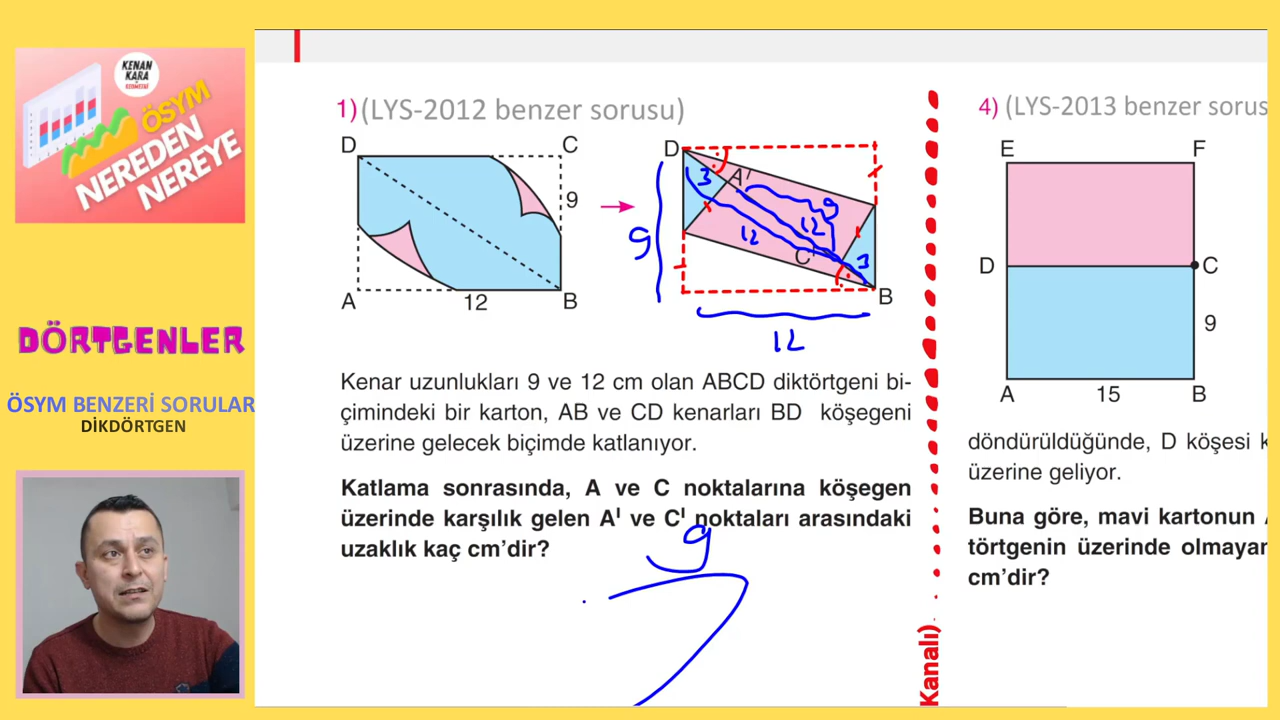 KENAN
KARA
ÖSYM
NEREDEN
NEREYE
DÖRTGENLER
ÖSYM BENZERİ SORULAR
DİKDÖRTGEN
1) (LYS-2012 benzer sorusu)
D
C
9
A
12
B
D
3
A'
9
12
12
C'
3
9
B
12
Kenar uzunlukları 9 ve 12 cm olan ABCD diktörtgeni bi-
çimindeki bir karton, AB ve CD kenarları BD köşegeni
üzerine gelecek biçimde katlanıyor.
Katlama sonrasında, A ve C noktalarına köşegen
üzerinde karşılık gelen A' ve C' noktaları arasındaki
uzaklık kaç cm'dir?
9
Kanalı)
4) (LYS-2013 benzer sorus
E
F
D
C
9
A
15
B
döndürüldüğünde, D köşesi k
üzerine geliyor.
Buna göre, mavi kartonun
törtgenin üzerinde olmayan
cm'dir?